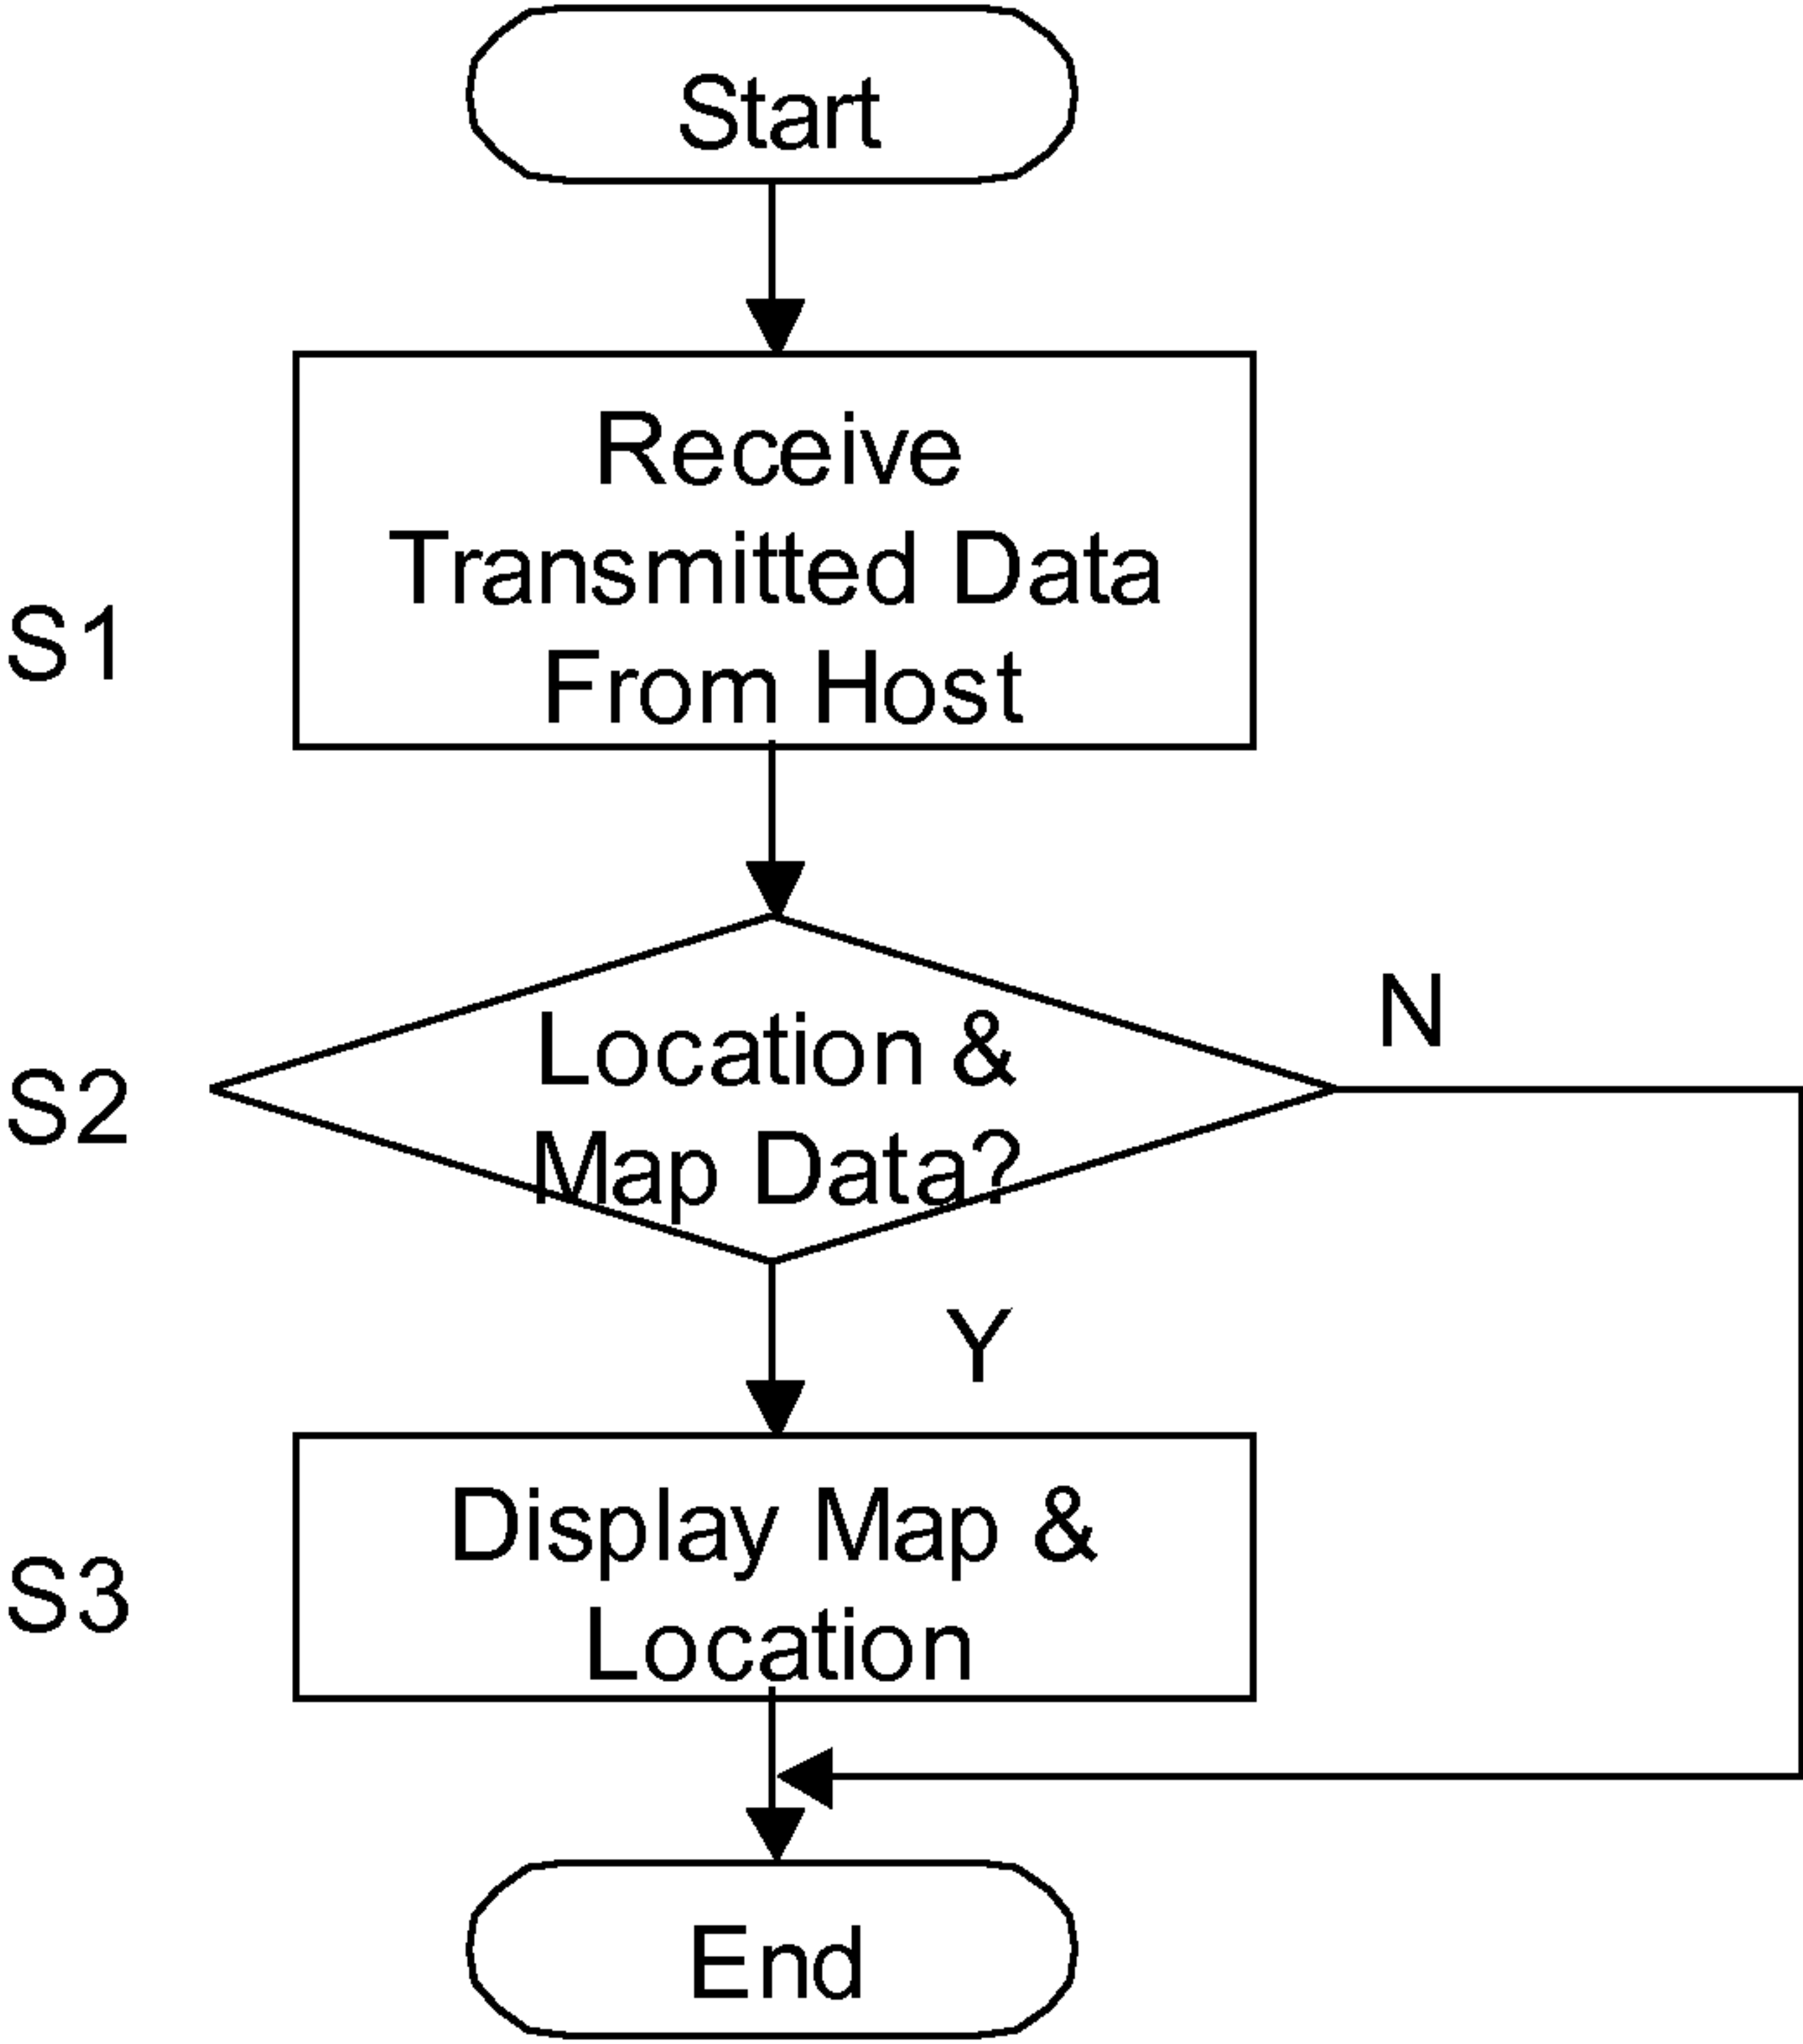 Start
Receive
Transmitted Data
From Host
S1
Location &
Map Data?
N
S2
Y
Display Map &
Location
S3
End